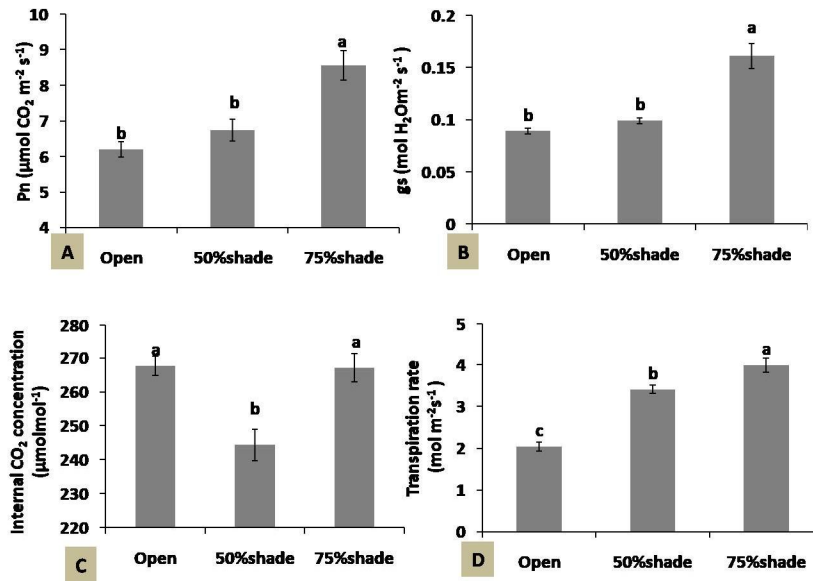 10
9
8
7
6
5
4
Pn (µmol CO₂ m⁻² s⁻¹)
b
b
a
Open 50%shade 75%shade
A
0.2
0.15
0.1
0.05
0
gs (mol H₂Om⁻² s⁻¹)
b
b
a
Open 50%shade 75%shade
B
280
270
260
250
240
230
220
Internal CO₂ concentration
(µmolmol⁻¹)
a
b
a
Open 50%shade 75%shade
C
5
4
3
2
1
0
Transpiration rate
(mol m⁻²s⁻¹)
c
b
a
Open 50%shade 75%shade
D